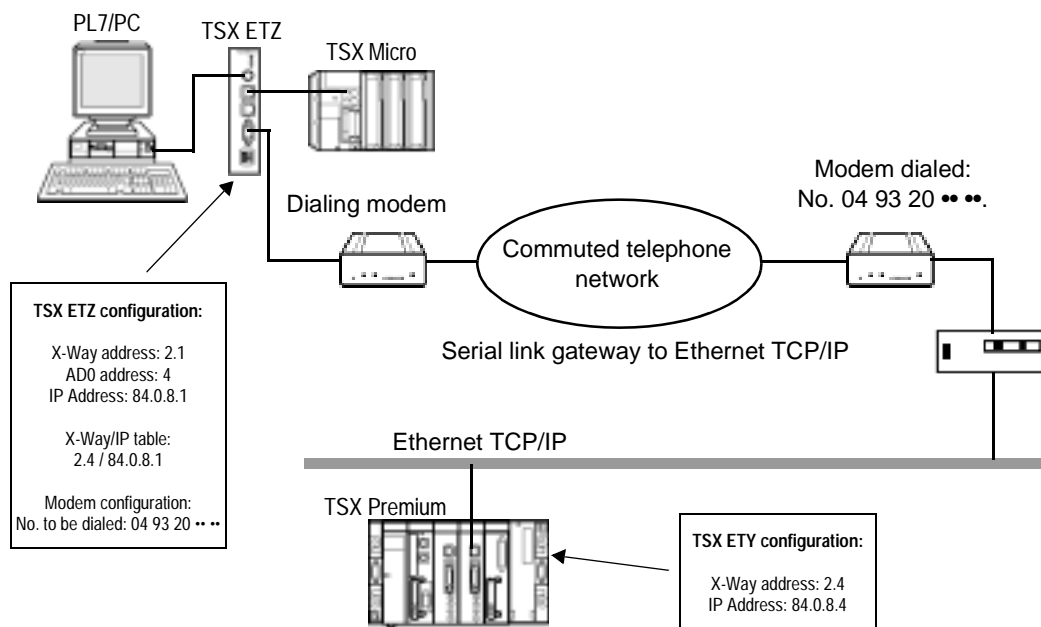 PL7/PC
TSX ETZ
TSX Micro
Modem dialed:
No. 04 93 20 •• ••.
Dialing modem
Commuted telephone
network
TSX ETZ configuration:
X-Way address: 2.1
AD0 address: 4
IP Address: 84.0.8.1
X-Way/IP table:
2.4 / 84.0.8.1
Modem configuration:
No. to be dialed: 04 93 20 •• ••
Serial link gateway to Ethernet TCP/IP
Ethernet TCP/IP
TSX Premium
TSX ETY configuration:
X-Way address: 2.4
IP Address: 84.0.8.4